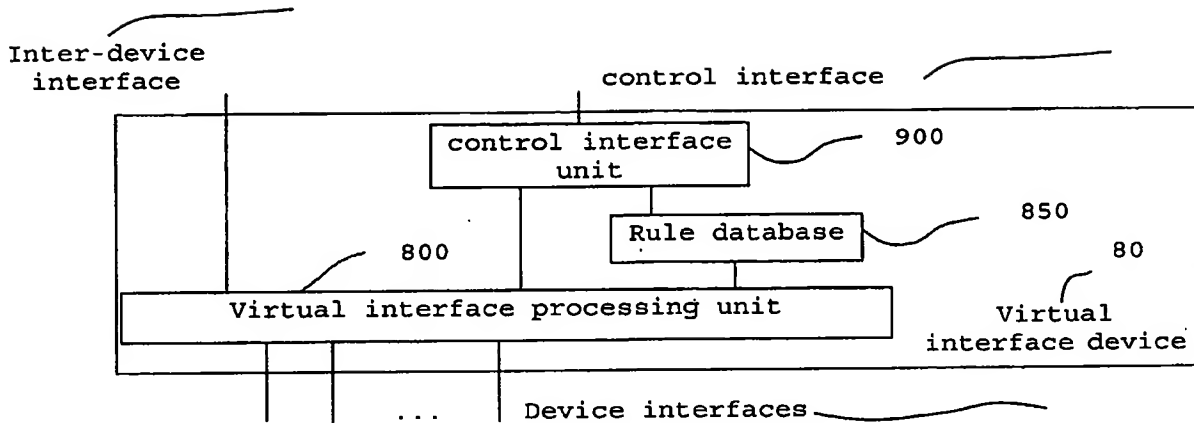 Inter-device
interface
control interface
control interface
unit
900
Rule database
850
800
80
Virtual interface processing unit
Virtual
interface device
... Device interfaces